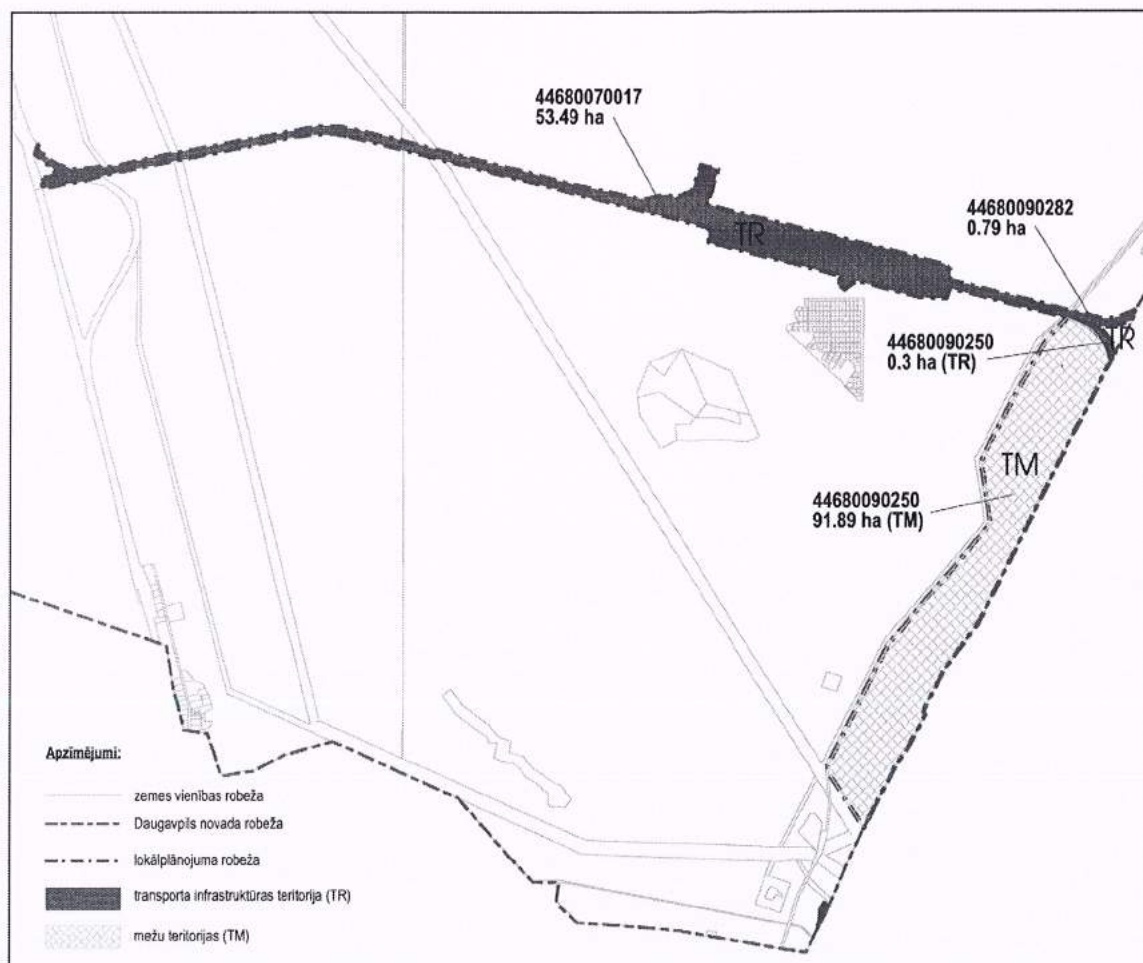 44680070017
53.49 ha
44680090282
0.79 ha
TR
TR
44680090250
0.3 ha (TR)
TM
44680090250
91.89 ha (TM)
Apzīmējumi:
zemes vienības robeža
Daugavpils novada robeža
lokālplānojuma robeža
transporta infrastruktūras teritorija (TR)
mežu teritorijas (TM)